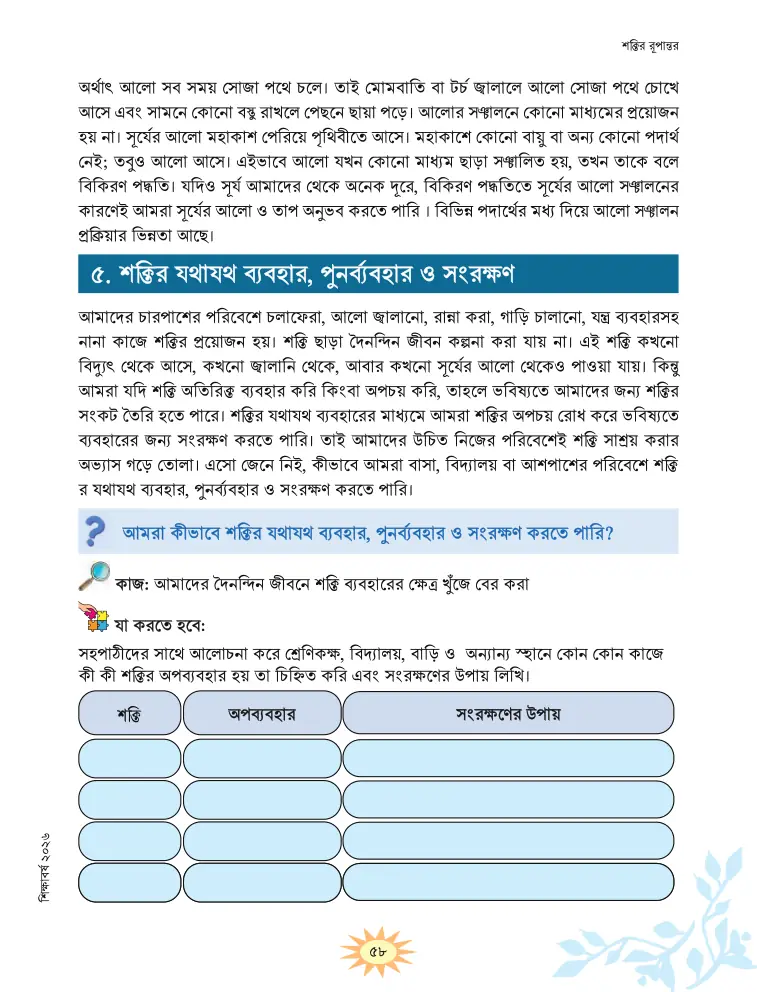 শক্তির রূপান্তর
অর্থাৎ আলো সব সময় সোজা পথে চলে। তাই মোমবাতি বা টর্চ জ্বালালে আলো সোজা পথে চোখে
আসে এবং সামনে কোনো বস্তু রাখলে পেছনে ছায়া পড়ে। আলোর সঞ্চালনে কোনো মাধ্যমের প্রয়োজন
হয় না। সূর্যের আলো মহাকাশ পেরিয়ে পৃথিবীতে আসে। মহাকাশে কোনো বায়ু বা অন্য কোনো পদার্থ
নেই; তবুও আলো আসে। এইভাবে আলো যখন কোনো মাধ্যম ছাড়া সঞ্চালিত হয়, তখন তাকে বলে
বিকিরণ পদ্ধতি। যদিও সূর্য আমাদের থেকে অনেক দূরে, বিকিরণ পদ্ধতিতে সূর্যের আলো সঞ্চালনের
কারণেই আমরা সূর্যের আলো ও তাপ অনুভব করতে পারি । বিভিন্ন পদার্থের মধ্য দিয়ে আলো সঞ্চালন
প্রক্রিয়ার ভিন্নতা আছে।
৫. শক্তির যথাযথ ব্যবহার, পুনর্ব্যবহার ও সংরক্ষণ
আমাদের চারপাশের পরিবেশে চলাফেরা, আলো জ্বালানো, রান্না করা, গাড়ি চালানো, যন্ত্র ব্যবহারসহ
নানা কাজে শক্তির প্রয়োজন হয়। শক্তি ছাড়া দৈনন্দিন জীবন কল্পনা করা যায় না। এই শক্তি কখনো
বিদ্যুৎ থেকে আসে, কখনো জ্বালানি থেকে, আবার কখনো সূর্যের আলো থেকেও পাওয়া যায়। কিন্তু
আমরা যদি শক্তি অতিরিক্ত ব্যবহার করি কিংবা অপচয় করি, তাহলে ভবিষ্যতে আমাদের জন্য শক্তির
সংকট তৈরি হতে পারে। শক্তির যথাযথ ব্যবহারের মাধ্যমে আমরা শক্তির অপচয় রোধ করে ভবিষ্যতে
ব্যবহারের জন্য সংরক্ষণ করতে পারি। তাই আমাদের উচিত নিজের পরিবেশেই শক্তি সাশ্রয় করার
অভ্যাস গড়ে তোলা। এসো জেনে নিই, কীভাবে আমরা বাসা, বিদ্যালয় বা আশপাশের পরিবেশে শক্তি
র যথাযথ ব্যবহার, পুনর্ব্যবহার ও সংরক্ষণ করতে পারি।
? আমরা কীভাবে শক্তির যথাযথ ব্যবহার, পুনর্ব্যবহার ও সংরক্ষণ করতে পারি?
কাজ: আমাদের দৈনন্দিন জীবনে শক্তি ব্যবহারের ক্ষেত্র খুঁজে বের করা
যা করতে হবে:
সহপাঠীদের সাথে আলোচনা করে শ্রেণিকক্ষ, বিদ্যালয়, বাড়ি ও অন্যান্য স্থানে কোন কোন কাজে
কী কী শক্তির অপব্যবহার হয় তা চিহ্নিত করি এবং সংরক্ষণের উপায় লিখি।
শক্তি অপব্যবহার সংরক্ষণের উপায়
শিক্ষাবর্ষ ২০২৬
৫৮